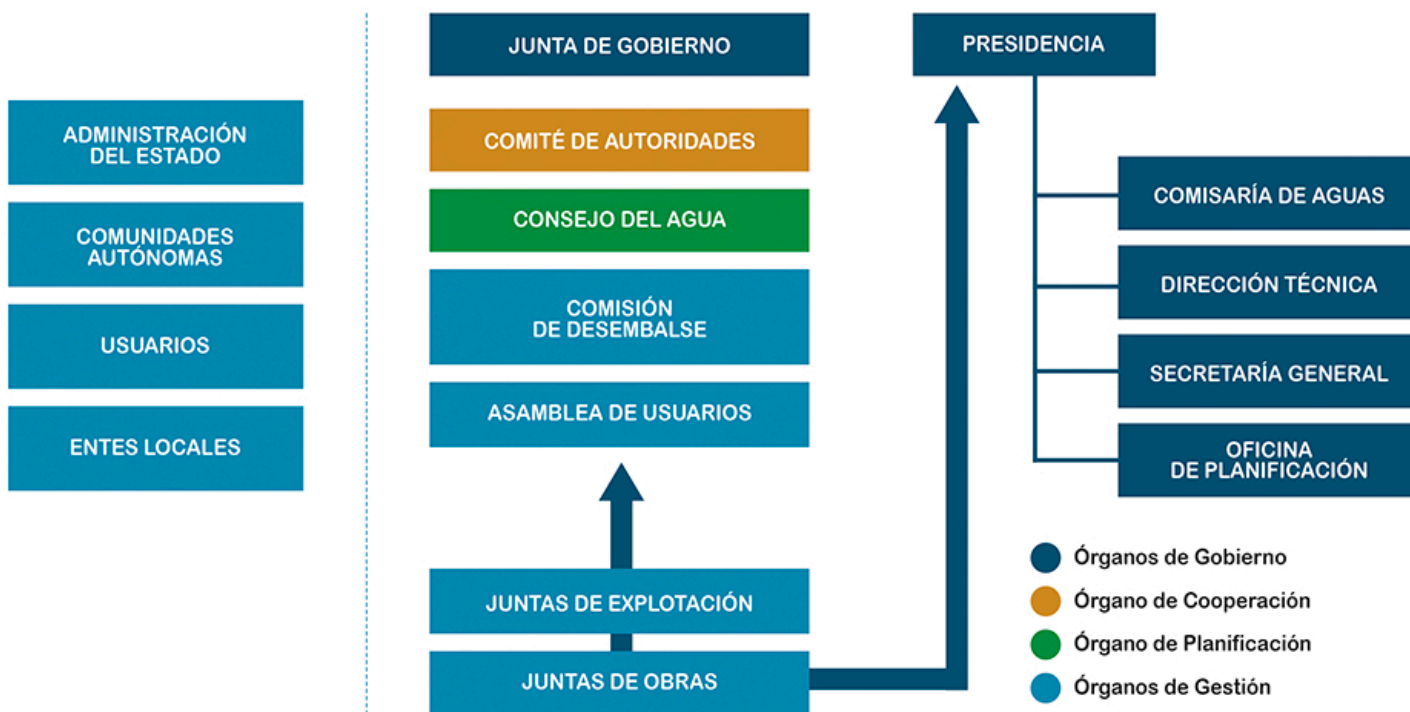 ADMINISTRACIÓN
DEL ESTADO
COMUNIDADES
AUTÓNOMAS
USUARIOS
ENTES LOCALES
JUNTA DE GOBIERNO
COMITÉ DE AUTORIDADES
CONSEJO DEL AGUA
COMISIÓN
DE DESEMBALSE
ASAMBLEA DE USUARIOS
JUNTAS DE EXPLOTACIÓN
JUNTAS DE OBRAS
PRESIDENCIA
COMISARÍA DE AGUAS
DIRECCIÓN TÉCNICA
SECRETARÍA GENERAL
OFICINA
DE PLANIFICACIÓN
Órganos de Gobierno
Órgano de Cooperación
Órgano de Planificación
Órganos de Gestión